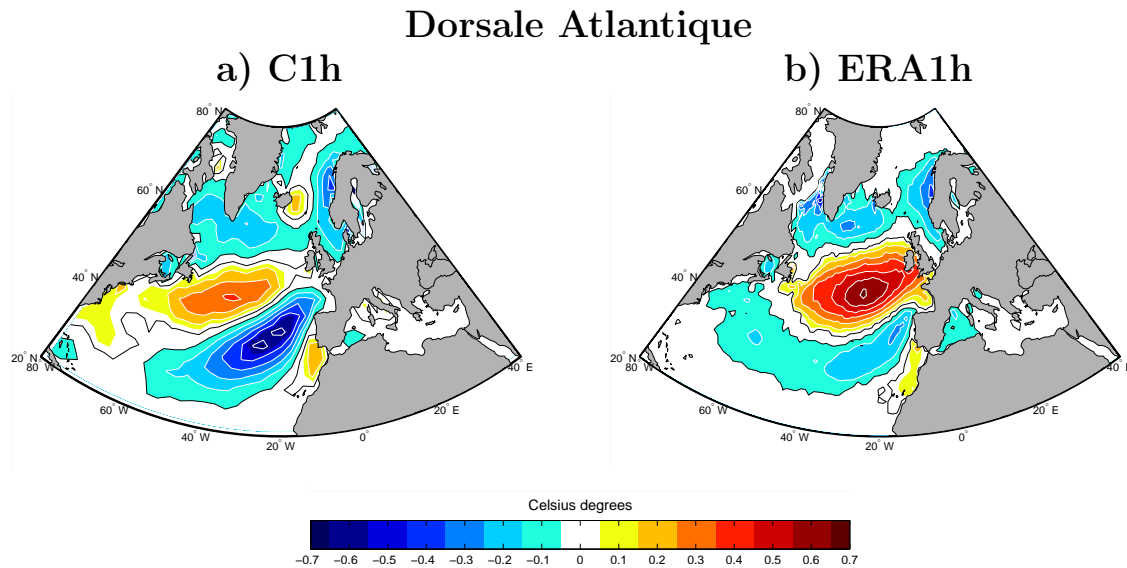 Dorsale Atlantique
a) C1h
b) ERA1h
80° N
60° N
40° N
20° N
80° W
60° W
40° W
20° W
0°
20° E
40° E
80° N
60° N
40° N
20° N
80° W
60° W
40° W
20° W
0°
20° E
40° E
Celsius degrees
−0.7 −0.6 −0.5 −0.4 −0.3 −0.2 −0.1 0 0.1 0.2 0.3 0.4 0.5 0.6 0.7